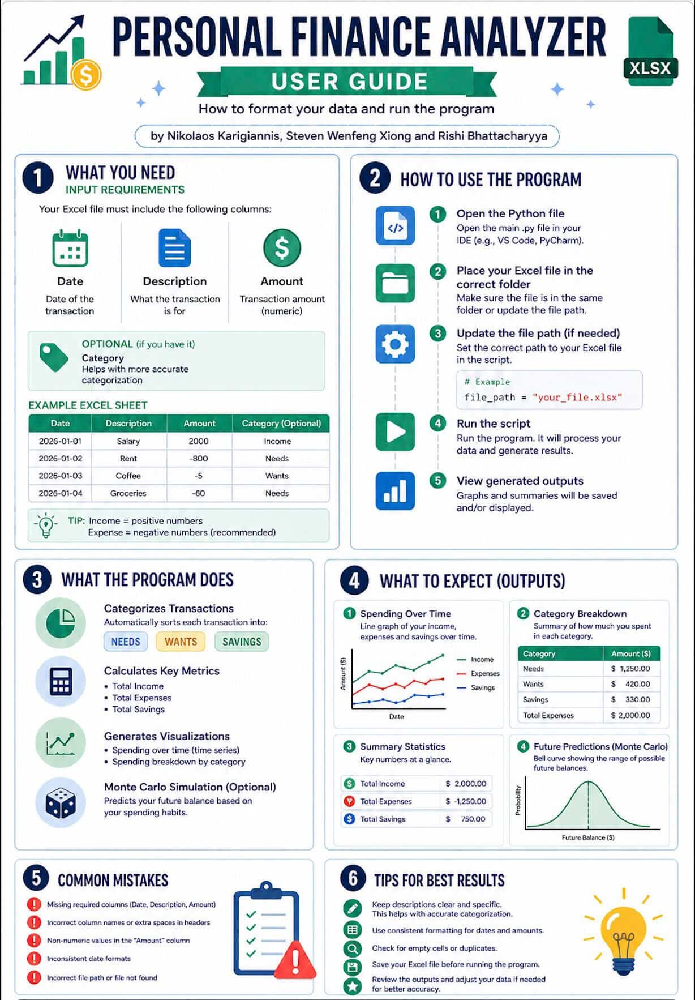 PERSONAL FINANCE ANALYZER
XLSX
USER GUIDE
How to format your data and run the program
by Nikolaos Karigiannis, Steven Wenfeng Xiong and Rishi Bhattacharyya
1 WHAT YOU NEED
INPUT REQUIREMENTS
Your Excel file must include the following columns:
Date
Date of the
transaction
Description
What the transaction
is for
Amount
Transaction amount
(numeric)
OPTIONAL (if you have it)
Category
Helps with more accurate
categorization
EXAMPLE EXCEL SHEET
Date Description Amount Category (Optional)
2026-01-01 Salary 2000 Income
2026-01-02 Rent -800 Needs
2026-01-03 Coffee -5 Wants
2026-01-04 Groceries -60 Needs
TIP: Income = positive numbers
Expense = negative numbers (recommended)
2 HOW TO USE THE PROGRAM
</>
1 Open the Python file
Open the main .py file in your
IDE (e.g., VS Code, PyCharm).
2 Place your Excel file in the
correct folder
Make sure the file is in the same
folder or update the file path.
3 Update the file path (if needed)
Set the correct path to your Excel file
in the script.
# Example
file_path = "your_file.xlsx"
4 Run the script
Run the program. It will process your
data and generate results.
5 View generated outputs
Graphs and summaries will be saved
and/or displayed.
3 WHAT THE PROGRAM DOES
Categorizes Transactions
Automatically sorts each transaction into:
NEEDS WANTS SAVINGS
Calculates Key Metrics
• Total Income
• Total Expenses
• Total Savings
Generates Visualizations
• Spending over time (time series)
• Spending breakdown by category
Monte Carlo Simulation (Optional)
Predicts your future balance based on
your spending habits.
4 WHAT TO EXPECT (OUTPUTS)
1 Spending Over Time
Line graph of your income,
expenses and savings over time.
Amount ($)
Income
Expenses
Savings
Date
2 Category Breakdown
Summary of how much you spent
in each category.
Category Amount ($)
Needs $ 1,250.00
Wants $ 420.00
Savings $ 330.00
Total Expenses $ 2,000.00
3 Summary Statistics
Key numbers at a glance.
$ Total Income $ 2,000.00
Total Expenses $ -1,250.00
$ Total Savings $ 750.00
4 Future Predictions (Monte Carlo)
Bell curve showing the range of possible
future balances.
Probability
Future Balance ($)
5 COMMON MISTAKES
! Missing required columns (Date, Description, Amount)
! Incorrect column names or extra spaces in headers
! Non-numeric values in the "Amount" column
! Inconsistent date formats
! Incorrect file path or file not found
6 TIPS FOR BEST RESULTS
Keep descriptions clear and specific.
This helps with accurate categorization.
Use consistent formatting for dates and amounts.
Check for empty cells or duplicates.
Save your Excel file before running the program.
Review the outputs and adjust your data if needed
for better accuracy.